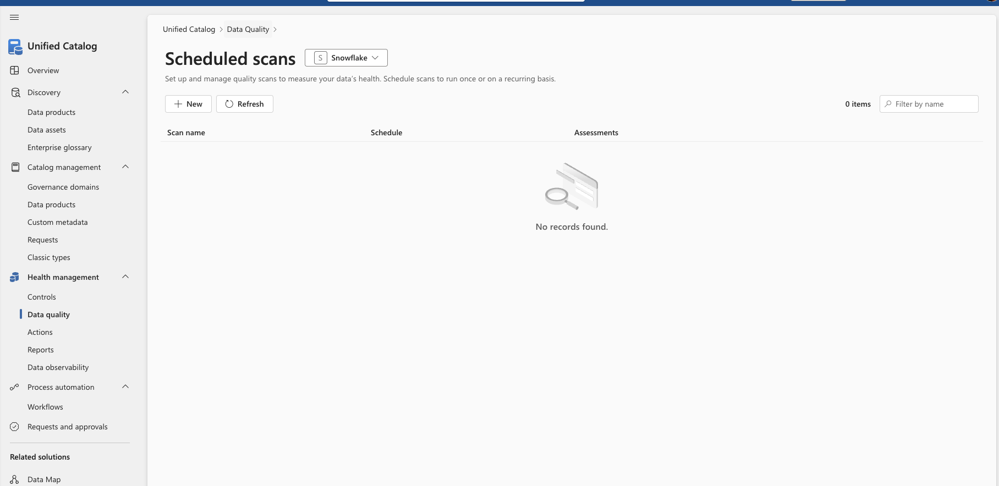 Unified Catalog
Overview
Discovery
Data products
Data assets
Enterprise glossary
Catalog management
Governance domains
Data products
Custom metadata
Requests
Classic types
Health management
Controls
Data quality
Actions
Reports
Data observability
Process automation
Workflows
Requests and approvals
Related solutions
Data Map
Unified Catalog > Data Quality >
Scheduled scans S Snowflake
Set up and manage quality scans to measure your data's health. Schedule scans to run once or on a recurring basis.
New Refresh 0 items Filter by name
Scan name Schedule Assessments
No records found.